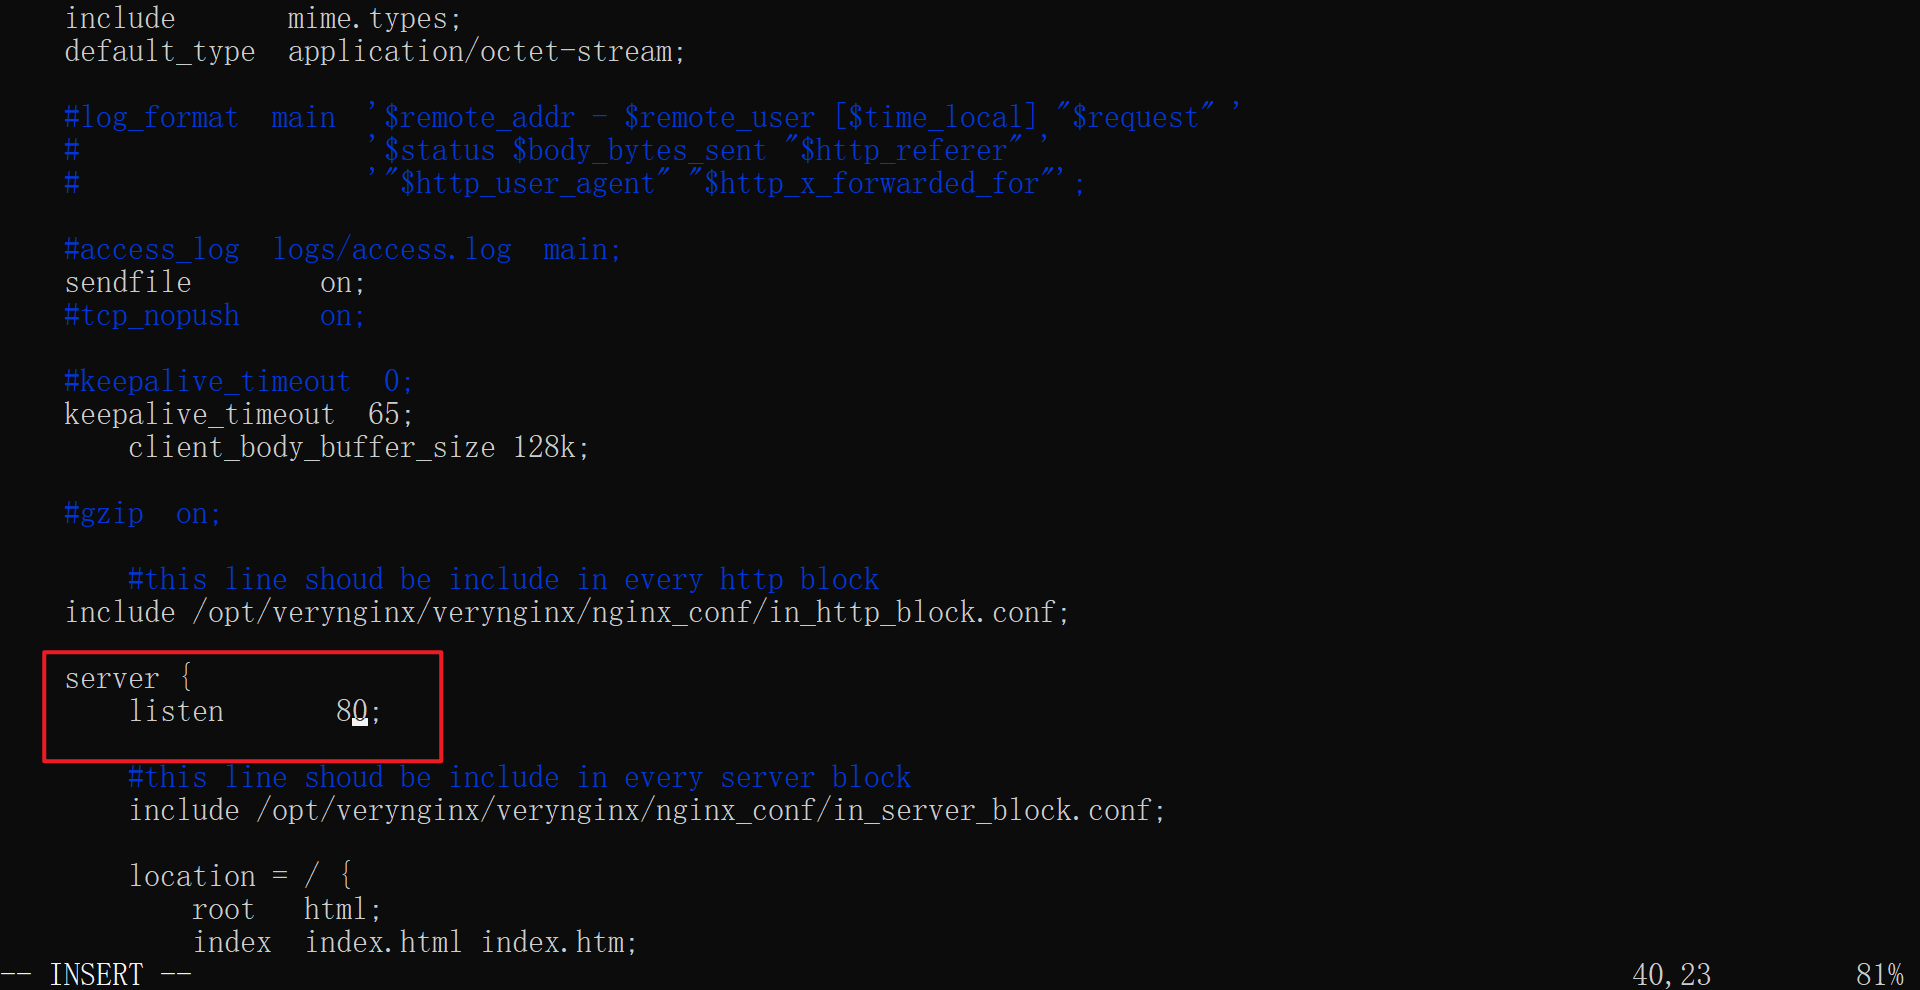 include       mime.types;
default_type  application/octet-stream;
#log_format  main  '$remote_addr - $remote_user [$time_local] "$request" '
#                  '$status $body_bytes_sent "$http_referer" '
#                  '"$http_user_agent" "$http_x_forwarded_for"';
#access_log  logs/access.log  main;
sendfile        on;
#tcp_nopush     on;
#keepalive_timeout  0;
keepalive_timeout  65;
client_body_buffer_size 128k;
#gzip  on;
#this line shoud be include in every http block
include /opt/verynginx/verynginx/nginx_conf/in_http_block.conf;
server {
listen       80;
#this line shoud be include in every server block
include /opt/verynginx/verynginx/nginx_conf/in_server_block.conf;
location = / {
root   html;
index  index.html index.htm;
-- INSERT --                    40,23         81%